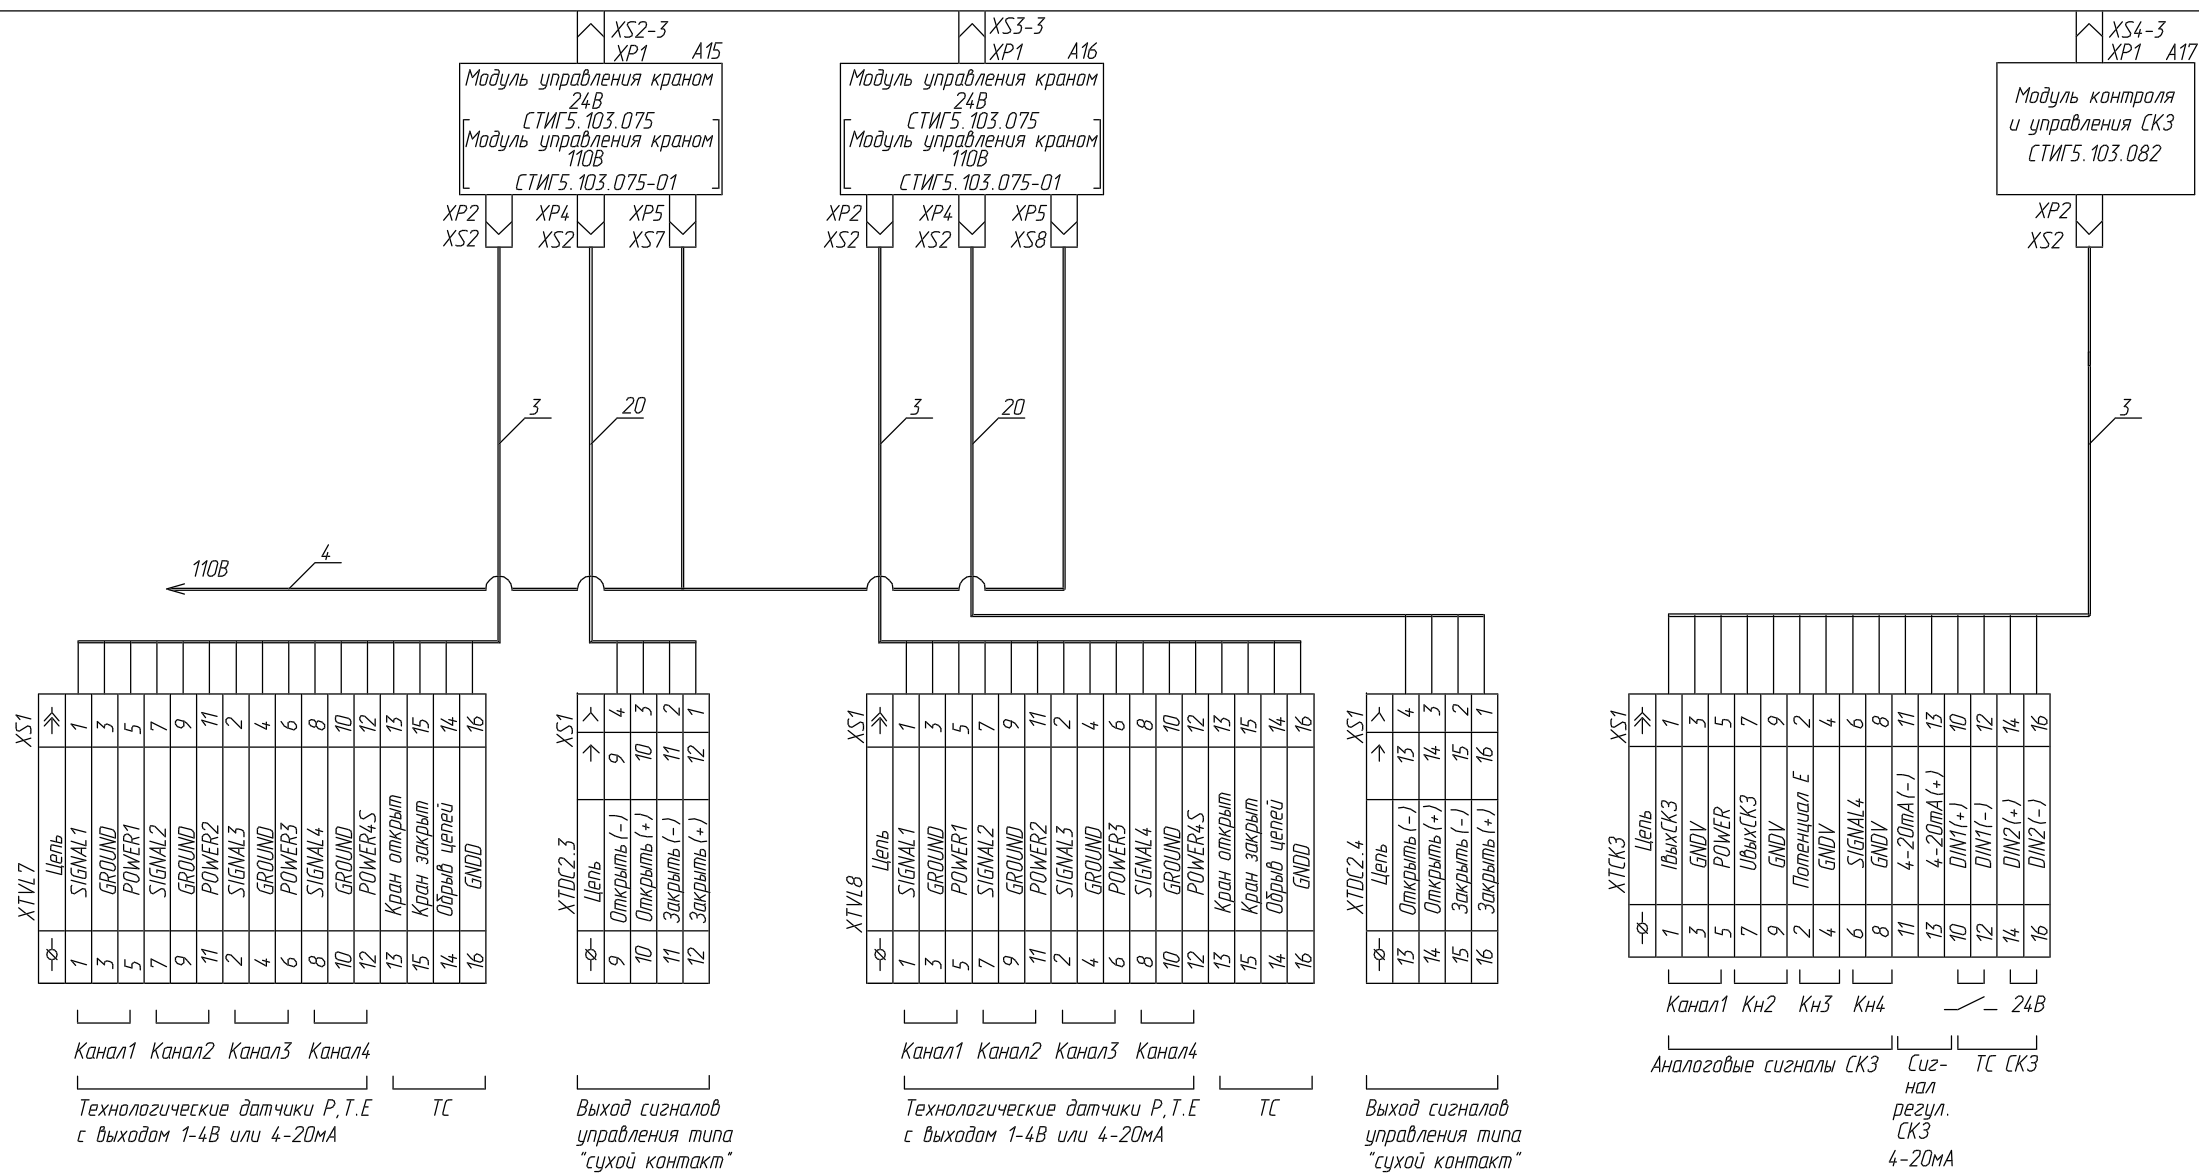 XS2-3
XP1 A15
Модуль управления краном
24В
СТИГ5.103.075
Модуль управления краном
110В
СТИГ5.103.075-01
XP2 XP4 XP5
XS2 XS2 XS7
XS3-3
XP1 A16
Модуль управления краном
24В
СТИГ5.103.075
Модуль управления краном
110В
СТИГ5.103.075-01
XP2 XP4 XP5
XS2 XS2 XS8
XS4-3
XP1 A17
Модуль контроля
и управления СКЗ
СТИГ5.103.082
XP2
XS2
3 20 3 20 3
110В 4
XS1
1 3 5 7 9 11 2 4 6 8 10 12 13 15 14 16
XTVL7
Цепь
SIGNAL1
GROUND
POWER1
SIGNAL2
GROUND
POWER2
SIGNAL3
GROUND
POWER3
SIGNAL4
GROUND
POWER4S
Кран открыт
Кран закрыт
Обрыв цепей
GNDD
1 3 5 7 9 11 2 4 6 8 10 12 13 15 14 16
Канал1 Канал2 Канал3 Канал4
Технологические датчики Р,Т.Е
с выходом 1-4В или 4-20мА
ТС
XS1
4 3 2 1
9 10 11 12
XTDC2.3
Цепь
Открыть(-)
Открыть(+)
Закрыть(-)
Закрыть(+)
9 10 11 12
Выход сигналов
управления типа
"сухой контакт"
XS1
1 3 5 7 9 11 2 4 6 8 10 12 13 15 14 16
XTVL8
Цепь
SIGNAL1
GROUND
POWER1
SIGNAL2
GROUND
POWER2
SIGNAL3
GROUND
POWER3
SIGNAL4
GROUND
POWER4S
Кран открыт
Кран закрыт
Обрыв цепей
GNDD
1 3 5 7 9 11 2 4 6 8 10 12 13 15 14 16
Канал1 Канал2 Канал3 Канал4
Технологические датчики Р,Т.Е
с выходом 1-4В или 4-20мА
ТС
XS1
4 3 2 1
13 14 15 16
XTDC2.4
Цепь
Открыть(-)
Открыть(+)
Закрыть(-)
Закрыть(+)
13 14 15 16
Выход сигналов
управления типа
"сухой контакт"
XS1
1 3 5 7 9 2 4 6 8 11 13 10 12 14 16
XTCK3
Цепь
IвыхСКЗ
GNDV
POWER
UвыхСКЗ
GNDV
Потенциал Е
GNDV
SIGNAL4
GNDV
4-20mA(-)
4-20mA(+)
DIN1(+)
DIN1(-)
DIN2(+)
DIN2(-)
1 3 5 7 9 2 4 6 8 11 13 10 12 14 16
Канал1 Кн2 Кн3 Кн4 24В
Аналоговые сигналы СКЗ
Сиг-
нал
регул.
СКЗ
4-20мА
ТС СКЗ